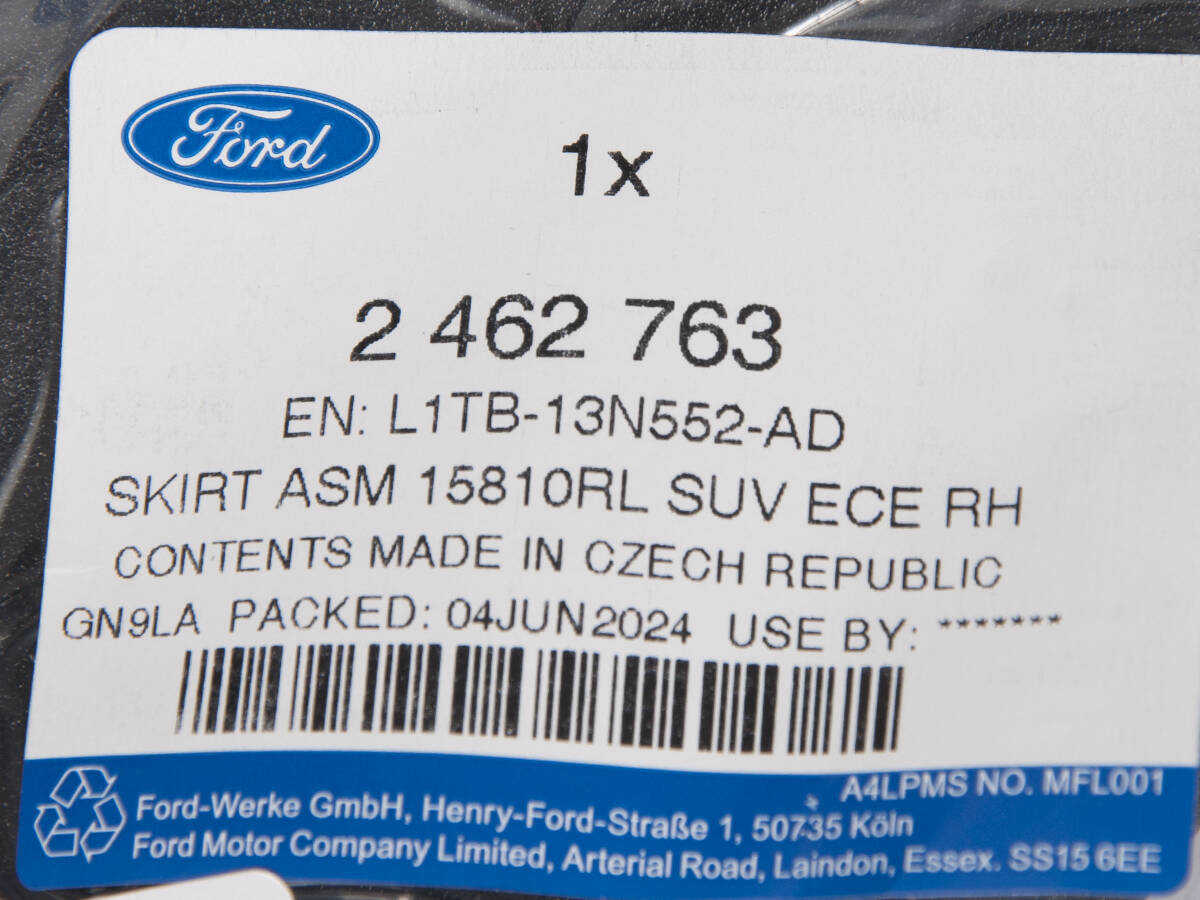 Ford
1x
2 462 763
EN: L1TB-13N552-AD
SKIRT ASM 15810RL SUV ECE RH
CONTENTS MADE IN CZECH REPUBLIC
GN9LA PACKED: 04JUN2024 USE BY: *******
A4LPMS NO. MFL001
Ford-Werke GmbH, Henry-Ford-Straße 1, 50735 Köln
Ford Motor Company Limited, Arterial Road, Laindon, Essex. SS15 6EE